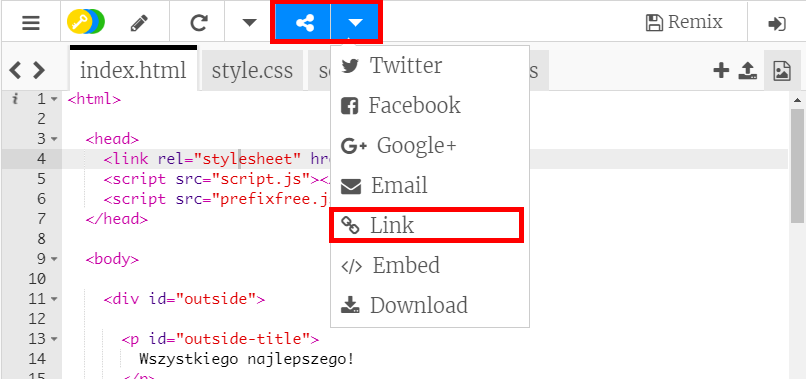 Remix
index.html style.css s s
Twitter
Facebook
Google+
Email
Link
Embed
Download
i 1 <html>
2
3 <head>
4 <link rel="stylesheet" hr
5 <script src="script.js"></
6 <script src="prefixfree.j
7 </head>
8
9 <body>
10
11 <div id="outside">
12
13 <p id="outside-title">
14 Wszystkiego najlepszego!
15 </p>